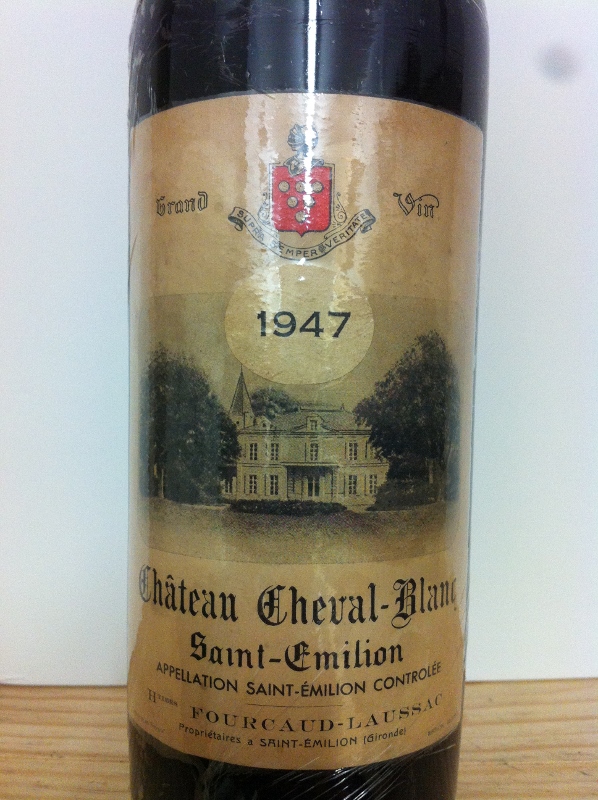 Grand Vin
SUPRA SEMPER VERITATE
1947
Château Cheval-Blanc
Saint-Emilion
APPELLATION SAINT-ÉMILION CONTROLÉE
FOURCAUD-LAUSSAC
Propriétaires a SAINT-ÉMILION (Gironde)